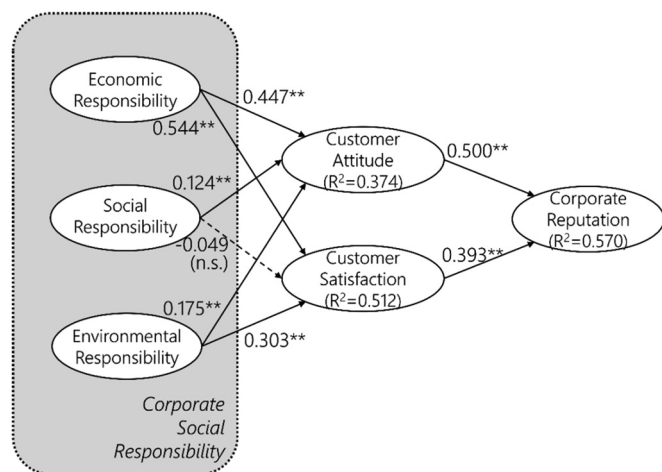 Economic
Responsibility
0.447**
0.544**
Customer
Attitude
(R²=0.374)
0.500**
Social
Responsibility
0.124**
-0.049
(n.s.)
Corporate
Reputation
(R²=0.570)
Customer
Satisfaction
(R²=0.512)
0.393**
0.175**
Environmental
Responsibility
0.303**
Corporate
Social
Responsibility